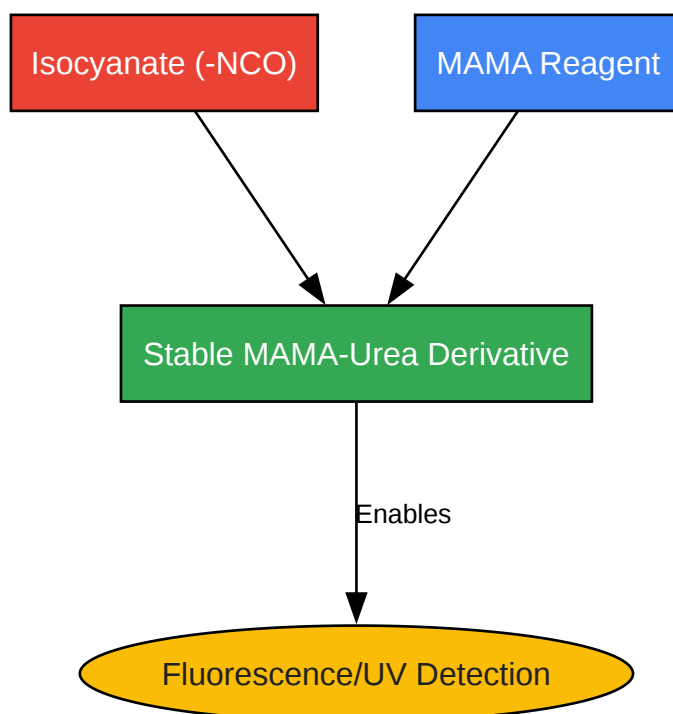 Isocyanate (-NCO)
MAMA Reagent
Stable MAMA-Urea Derivative
Enables
Fluorescence/UV Detection